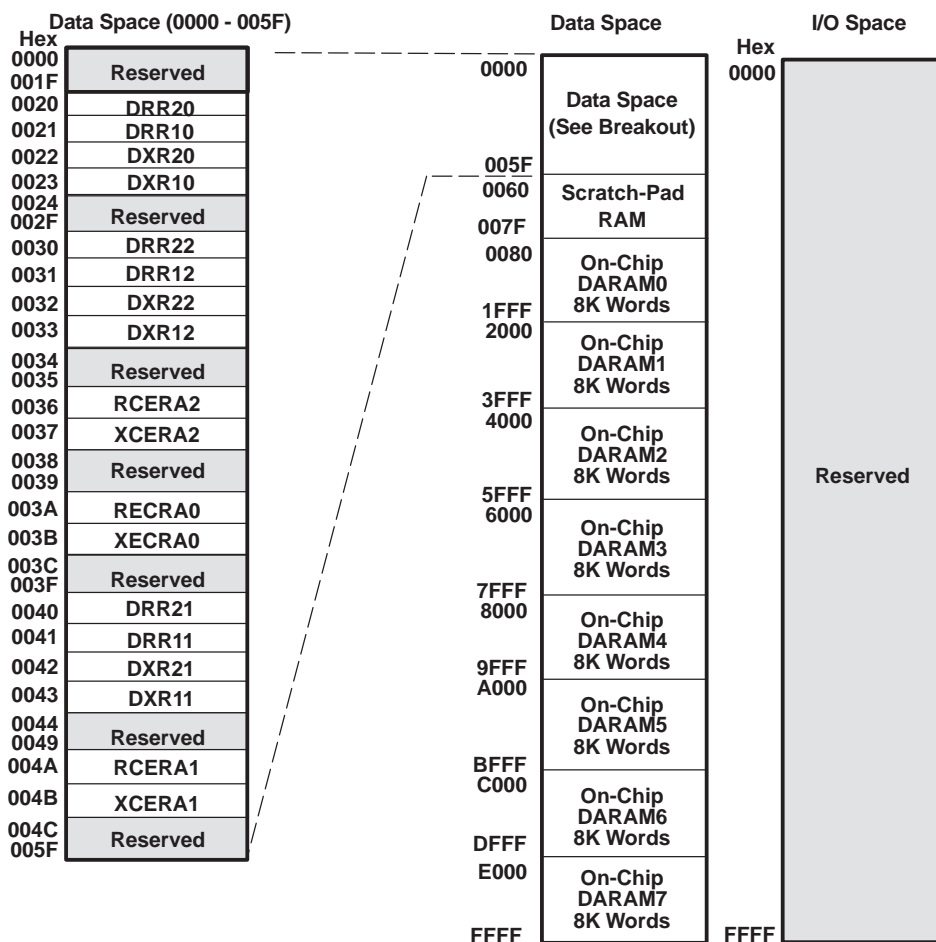 Data Space (0000 - 005F)
Hex
0000
001F
Reserved
0020
DRR20
0021
DRR10
0022
DXR20
0023
DXR10
0024
002F
Reserved
0030
DRR22
0031
DRR12
0032
DXR22
0033
DXR12
0034
0035
Reserved
0036
RCERA2
0037
XCERA2
0038
0039
Reserved
003A
RECRA0
003B
XECRA0
003C
003F
Reserved
0040
DRR21
0041
DRR11
0042
DXR21
0043
DXR11
0044
0049
Reserved
004A
RCERA1
004B
XCERA1
004C
005F
Reserved
Data Space
0000
Data Space
(See Breakout)
005F
0060
Scratch-Pad
RAM
007F
0080
On-Chip
DARAM0
8K Words
1FFF
2000
On-Chip
DARAM1
8K Words
3FFF
4000
On-Chip
DARAM2
8K Words
5FFF
6000
On-Chip
DARAM3
8K Words
7FFF
8000
On-Chip
DARAM4
8K Words
9FFF
A000
On-Chip
DARAM5
8K Words
BFFF
C000
On-Chip
DARAM6
8K Words
DFFF
E000
On-Chip
DARAM7
8K Words
FFFF
I/O Space
Hex
0000
Reserved
FFFF